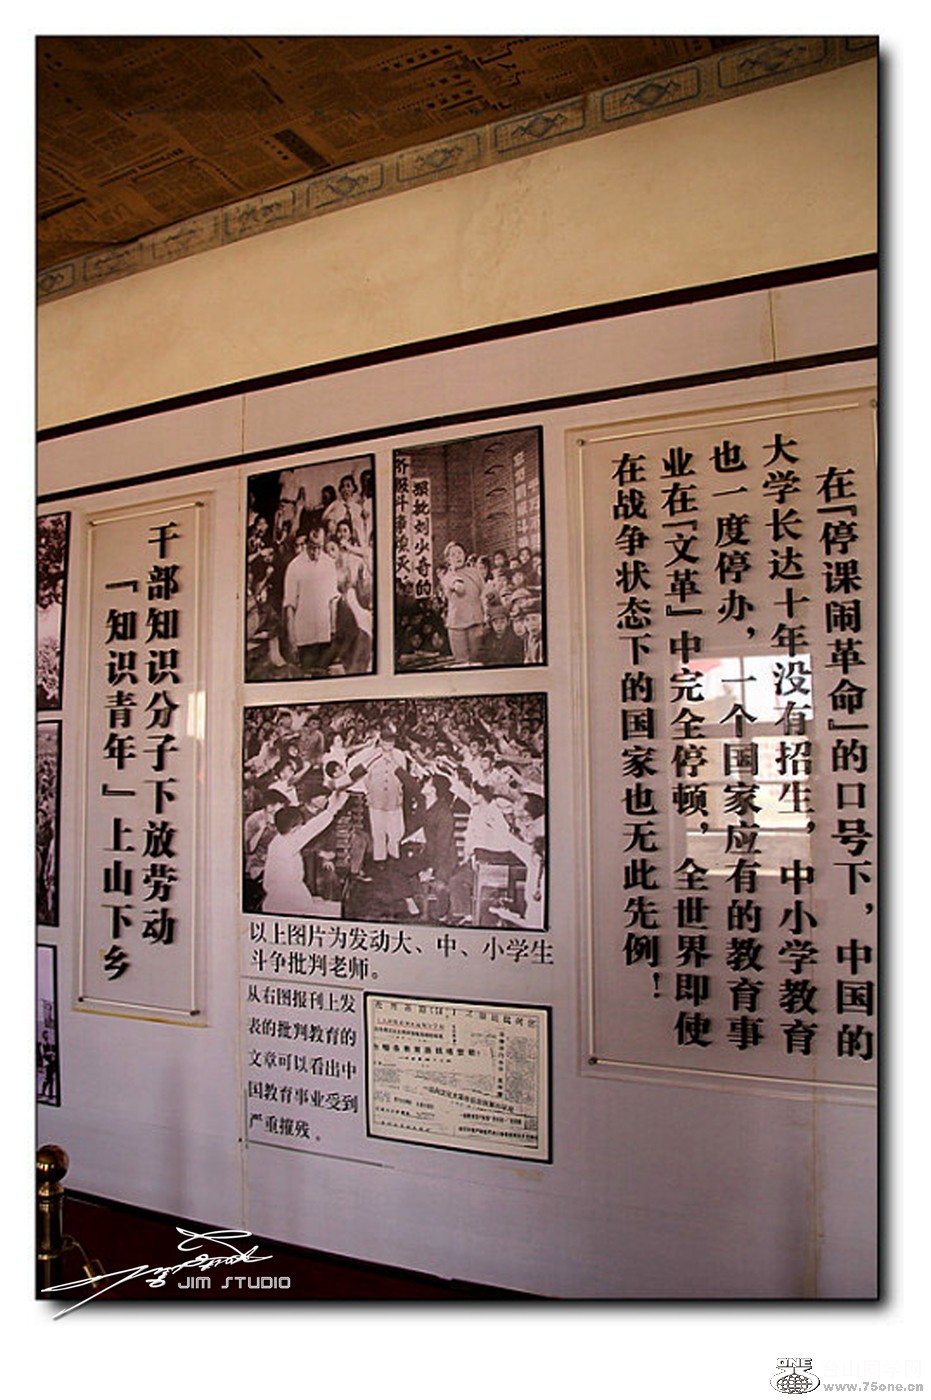 在『停课闹革命』的口号下，中国的
大学长达十年没有招生，中小学教育
也一度停办，一个国家应有的教育事
业在『文革』中完全停顿，全世界即使
在战争状态下的国家也无此先例！
干部知识分子下放劳动
『知识青年』上山下乡
狠批刘少奇的
以上图片为发动大、中、小学生
斗争批判老师。
从右图报刊上发
表的批判教育的
文章可以看出中
国教育事业受到
严重摧残。
JIM STUDIO
ONE
www.75one.cn